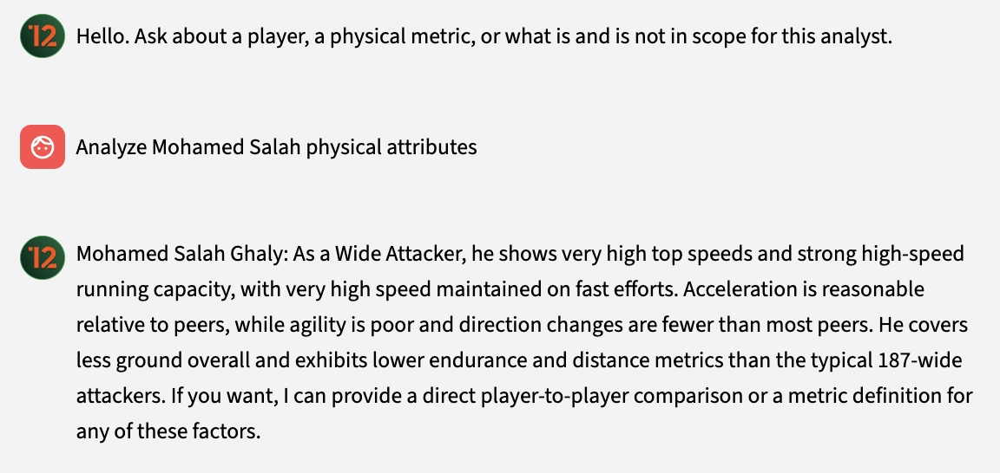 12 Hello. Ask about a player, a physical metric, or what is and is not in scope for this analyst.
Analyze Mohamed Salah physical attributes
12 Mohamed Salah Ghaly: As a Wide Attacker, he shows very high top speeds and strong high-speed
running capacity, with very high speed maintained on fast efforts. Acceleration is reasonable
relative to peers, while agility is poor and direction changes are fewer than most peers. He covers
less ground overall and exhibits lower endurance and distance metrics than the typical 187-wide
attackers. If you want, I can provide a direct player-to-player comparison or a metric definition for
any of these factors.